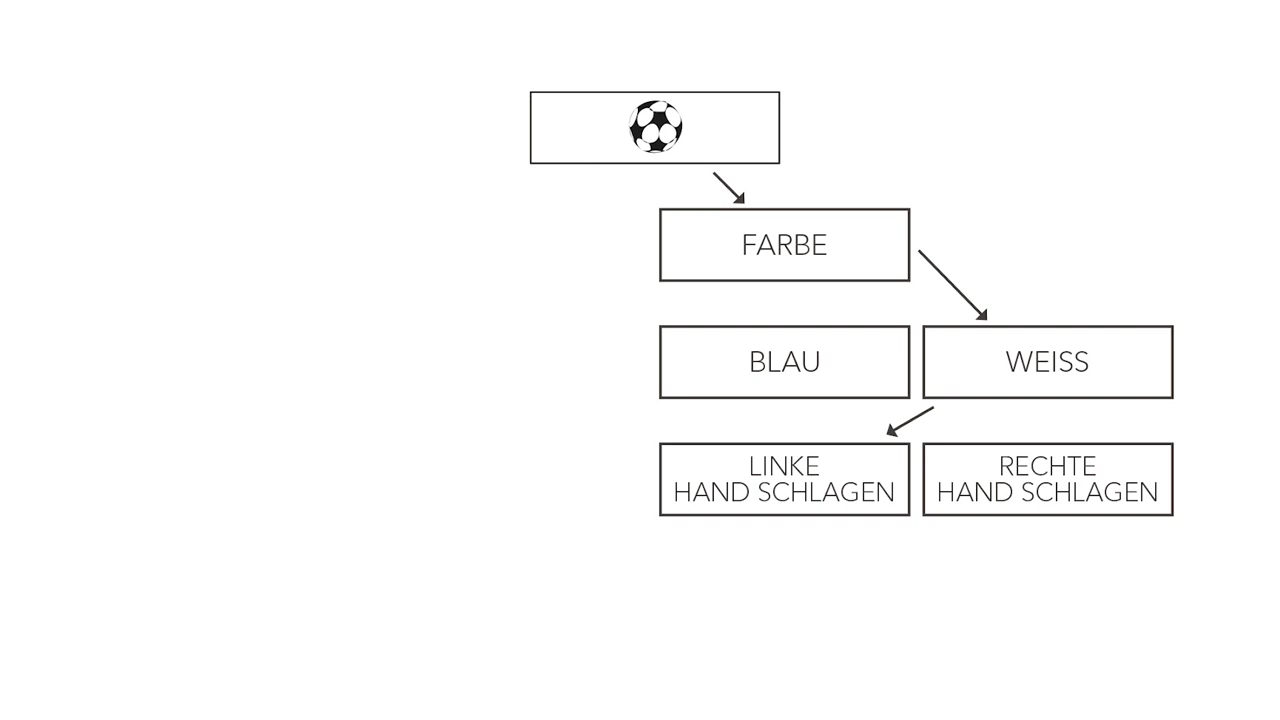 FARBE
BLAU
WEISS
LINKE
HAND SCHLAGEN
RECHTE
HAND SCHLAGEN